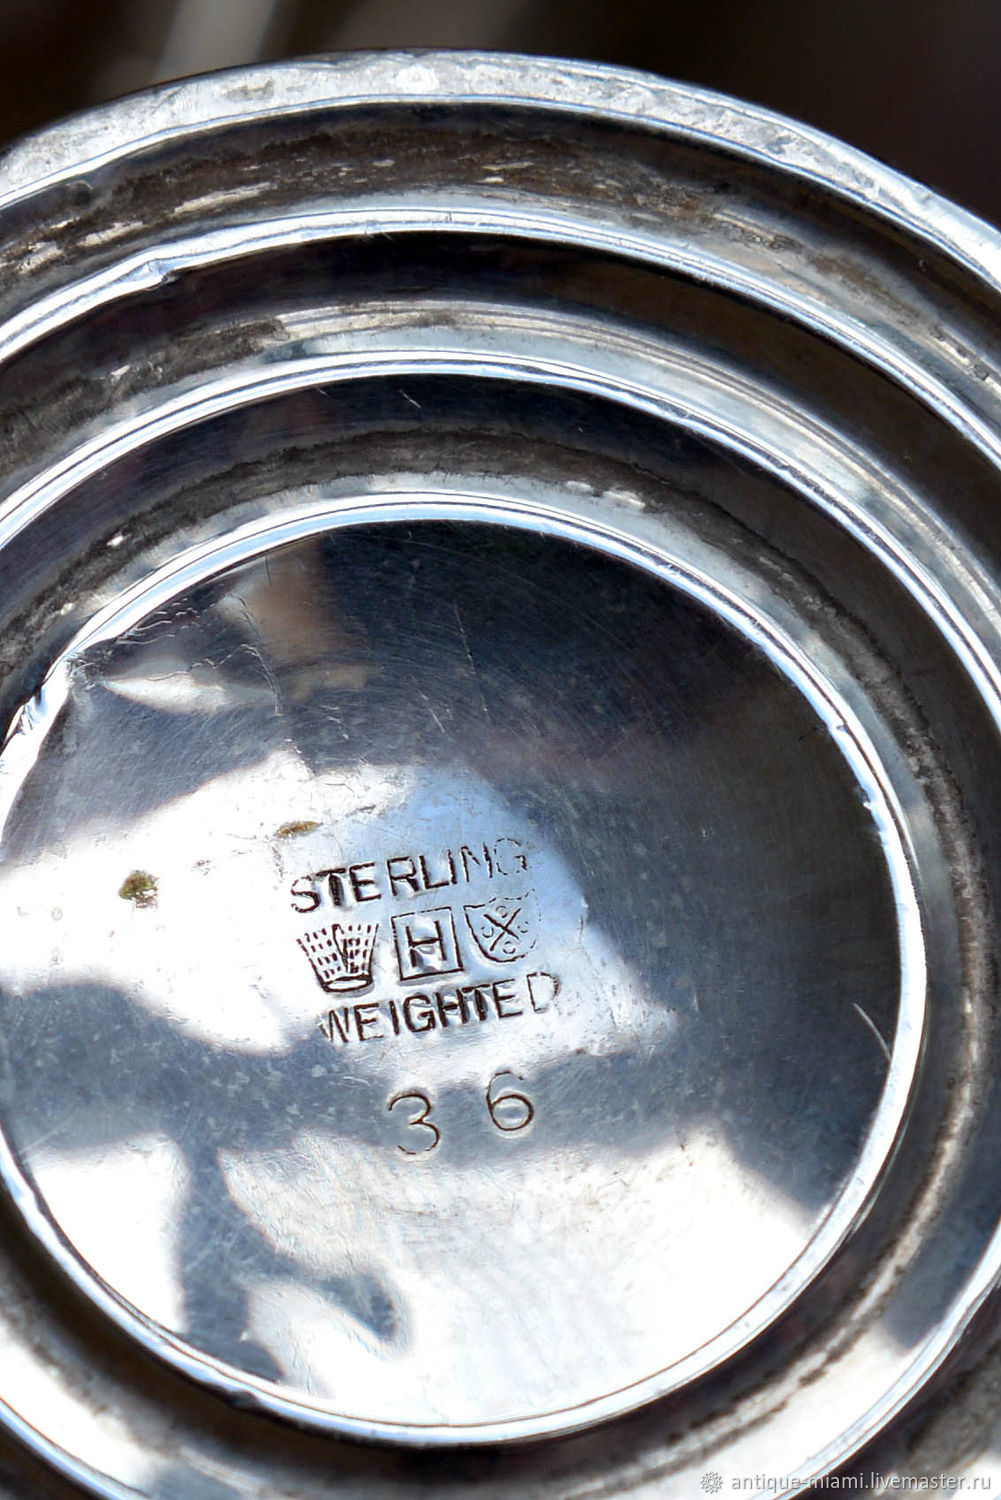 STERLING
H
WEIGHTED
36
antique-miami.livemaster.ru